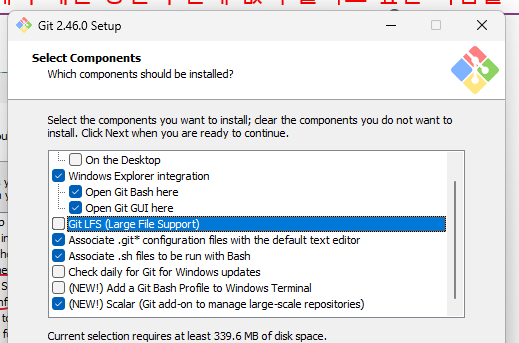 Git 2.46.0 Setup
Select Components
Which components should be installed?
Select the components you want to install; clear the components you do not want to
install. Click Next when you are ready to continue.
On the Desktop
Windows Explorer integration
Open Git Bash here
Open Git GUI here
Git LFS (Large File Support)
Associate .git* configuration files with the default text editor
Associate .sh files to be run with Bash
Check daily for Git for Windows updates
(NEW!) Add a Git Bash Profile to Windows Terminal
(NEW!) Scalar (Git add-on to manage large-scale repositories)
Current selection requires at least 339.6 MB of disk space.